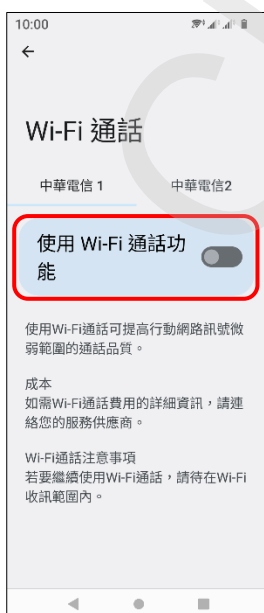 10:00
Wi-Fi 通話
中華電信 1 中華電信2
使用 Wi-Fi 通話功
能
使用Wi-Fi通話可提高行動網路訊號微
弱範圍的通話品質。
成本
如需Wi-Fi通話費用的詳細資訊，請連
絡您的服務供應商。
Wi-Fi通話注意事項
若要繼續使用Wi-Fi通話，請待在Wi-Fi
收訊範圍內。